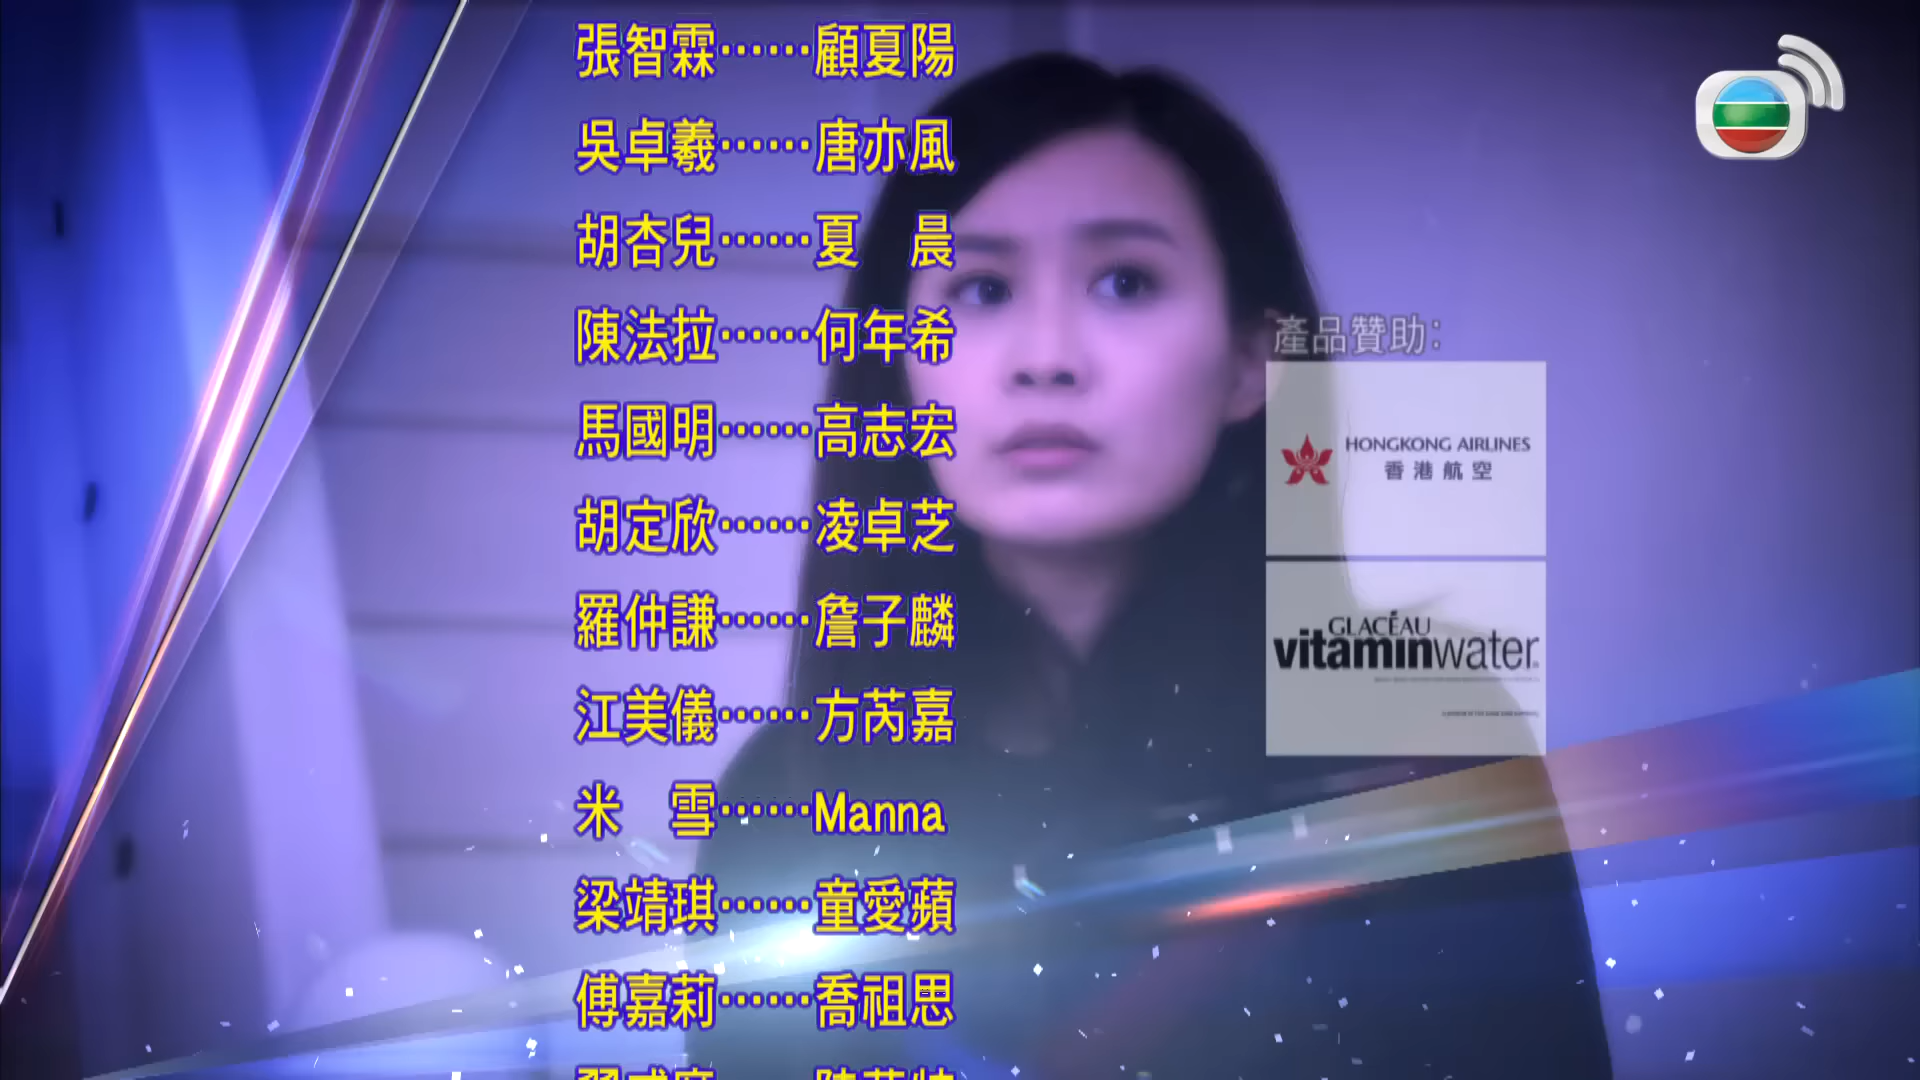 張智霖……顧夏陽
吳卓羲……唐亦風
胡杏兒……夏　晨
陳法拉……何年希
馬國明……高志宏
胡定欣……凌卓芝
羅仲謙……詹子麟
江美儀……方芮嘉
米　雪……Manna
梁靖琪……童愛蘋
傅嘉莉……喬祖思
產品贊助：
HONGKONG AIRLINES
香港航空
GLACÉAU
vitaminwater